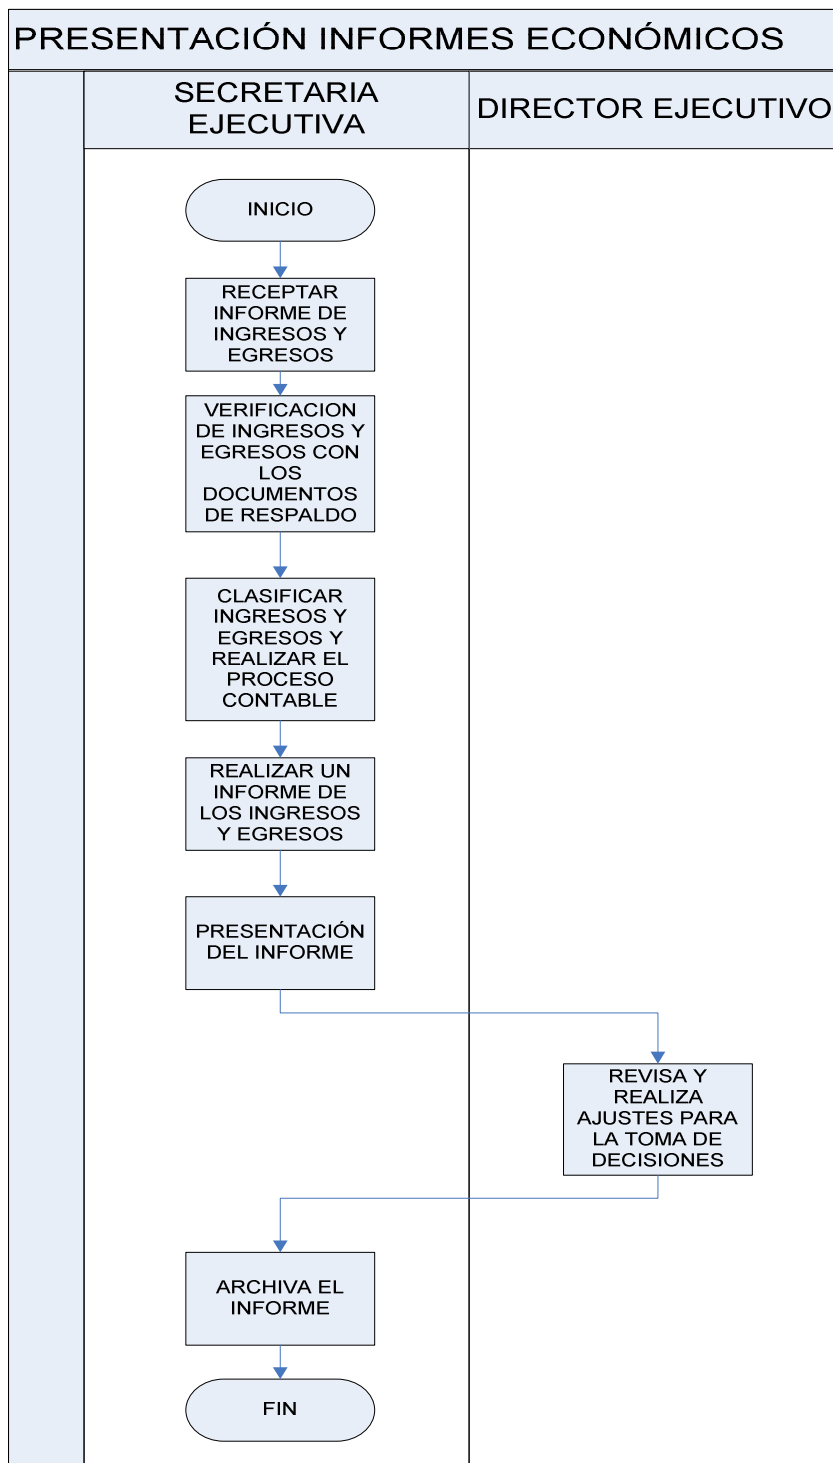 PRESENTACIÓN INFORMES ECONÓMICOS
SECRETARIA
EJECUTIVA
DIRECTOR EJECUTIVO
INICIO
RECEPTAR
INFORME DE
INGRESOS Y
EGRESOS
VERIFICACION
DE INGRESOS Y
EGRESOS CON
LOS
DOCUMENTOS
DE RESPALDO
CLASIFICAR
INGRESOS Y
EGRESOS Y
REALIZAR EL
PROCESO
CONTABLE
REALIZAR UN
INFORME DE
LOS INGRESOS
Y EGRESOS
PRESENTACIÓN
DEL INFORME
REVISA Y
REALIZA
AJUSTES PARA
LA TOMA DE
DECISIONES
ARCHIVA EL
INFORME
FIN